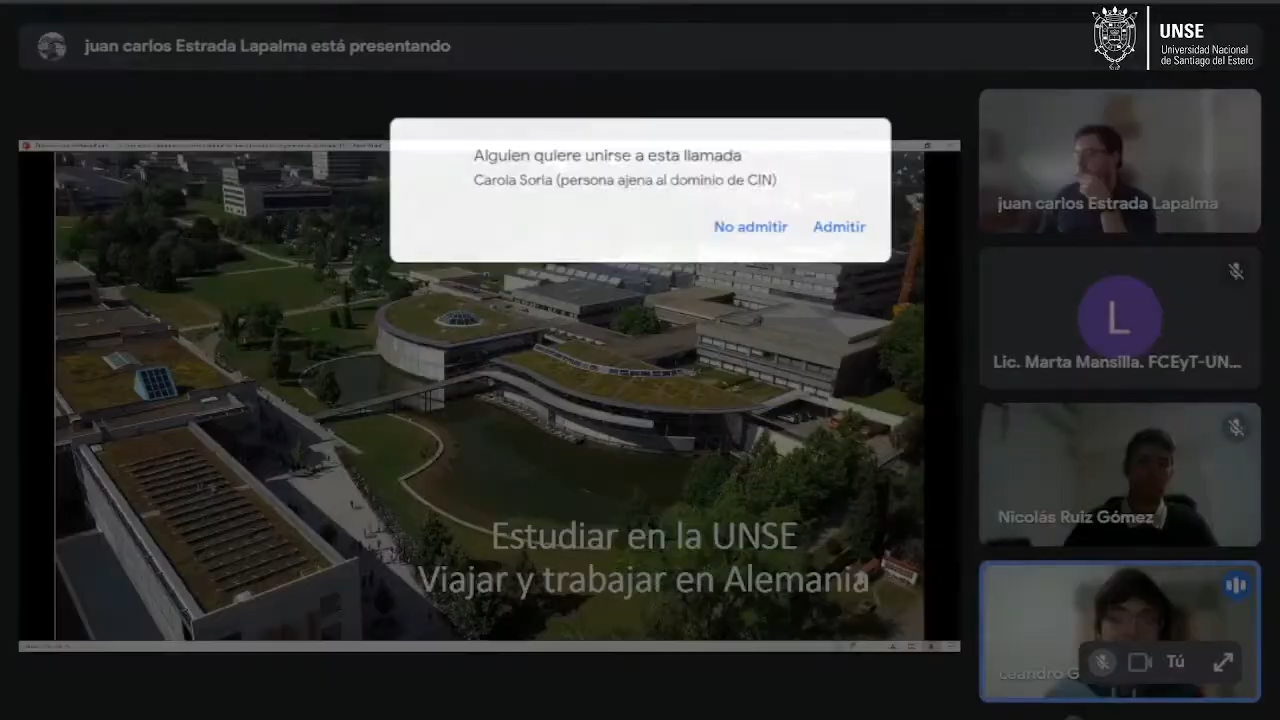 juan carlos Estrada Lapalma está presentando
UNSE
Universidad Nacional
de Santiago del Estero
Alguien quiere unirse a esta llamada
Carola Soria (persona ajena al dominio de CIN)
No admitir
Admitir
juan carlos Estrada Lapalma
L
Lic. Marta Mansilla. FCEyT-UN...
Nicolás Ruiz Gómez
Estudiar en la UNSE
Viajar y trabajar en Alemania
Leandro G
Tú